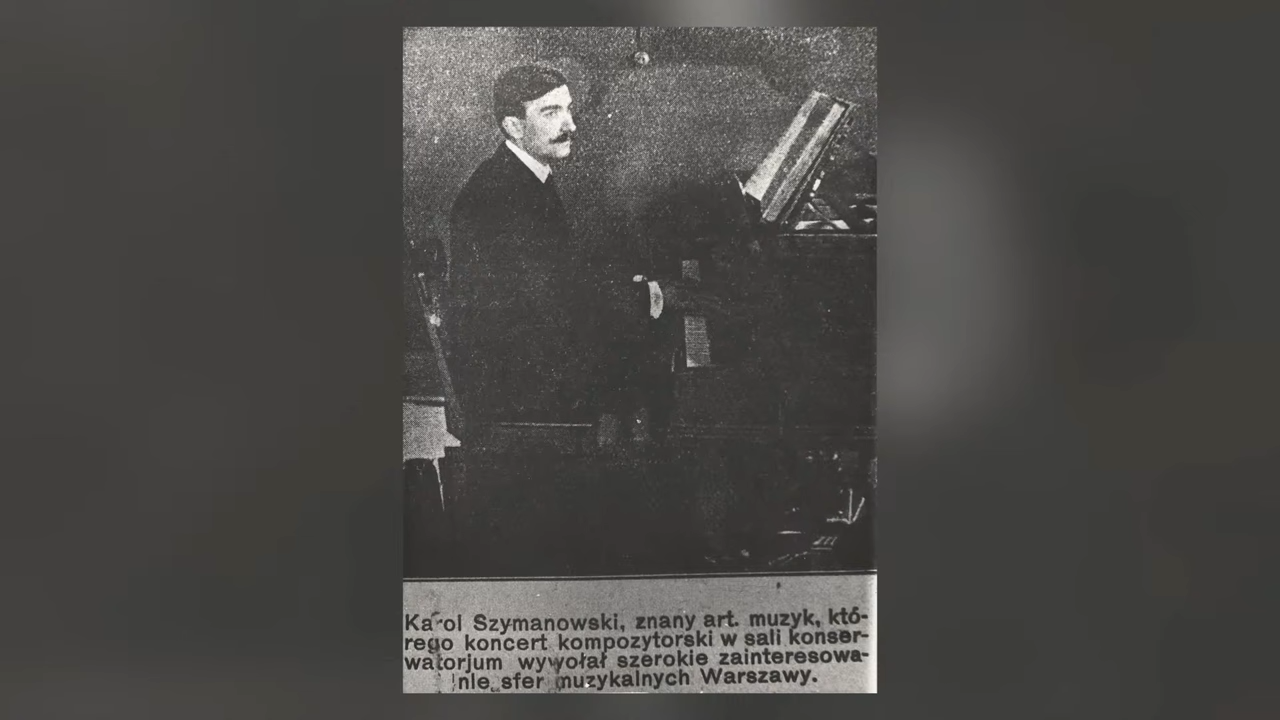 Karol Szymanowski, znany art. muzyk, któ-
rego koncert kompozytorski w sali konser-
watorjum wywołał szerokie zainteresowa-
nie sfer muzykalnych Warszawy.